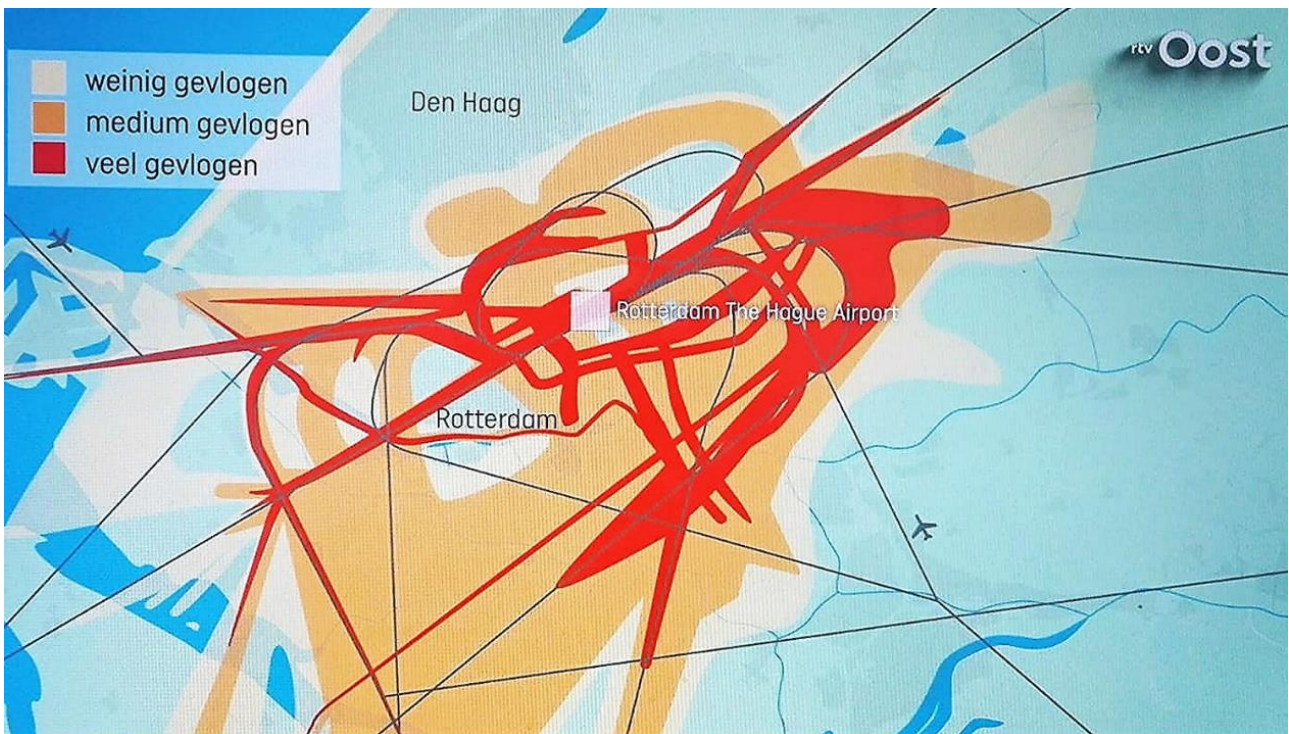 rtv Oost
weinig gevlogen
medium gevlogen
veel gevlogen
Den Haag
Rotterdam The Hague Airport
Rotterdam